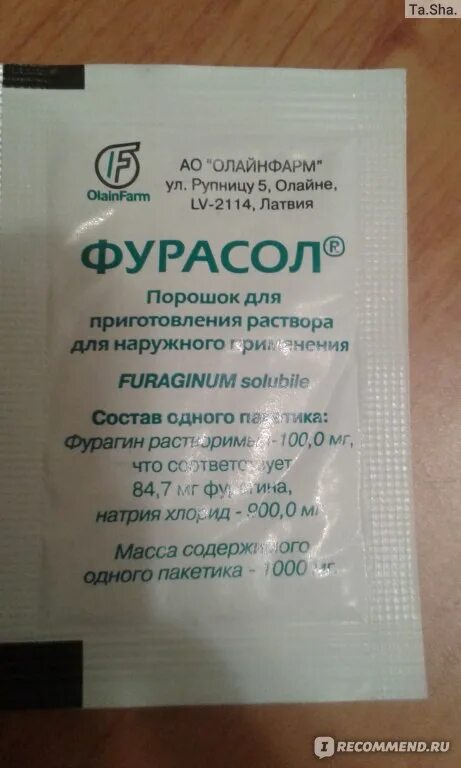 Ta.Sha.
OlainFarm
АО "ОЛАЙНФАРМ"
ул. Рупницу 5, Олайне,
LV-2114, Латвия
ФУРАСОЛ®
Порошок для
приготовления раствора
для наружного применения
FURAGINUM solubile
Состав одного пакетика:
Фурагин растворимый-100,0 мг,
что соответствует
84,7 мг фурагина,
натрия хлорид - 900,0 мг
Масса содержимого
одного пакетика - 1000 мг
IRECOMMEND.RU